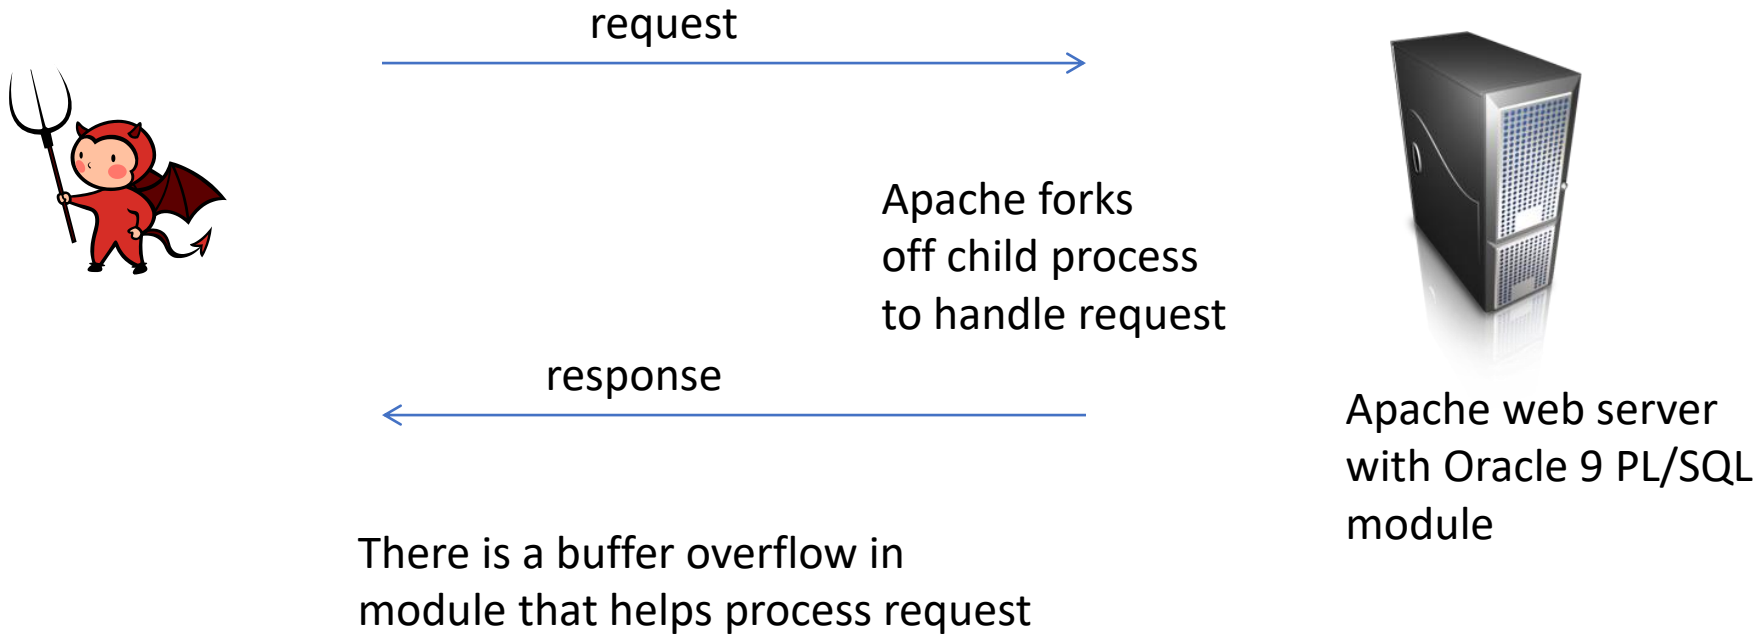 request
Apache forks
off child process
to handle request
response
Apache web server
with Oracle 9 PL/SQL
module
There is a buffer overflow in
module that helps process request